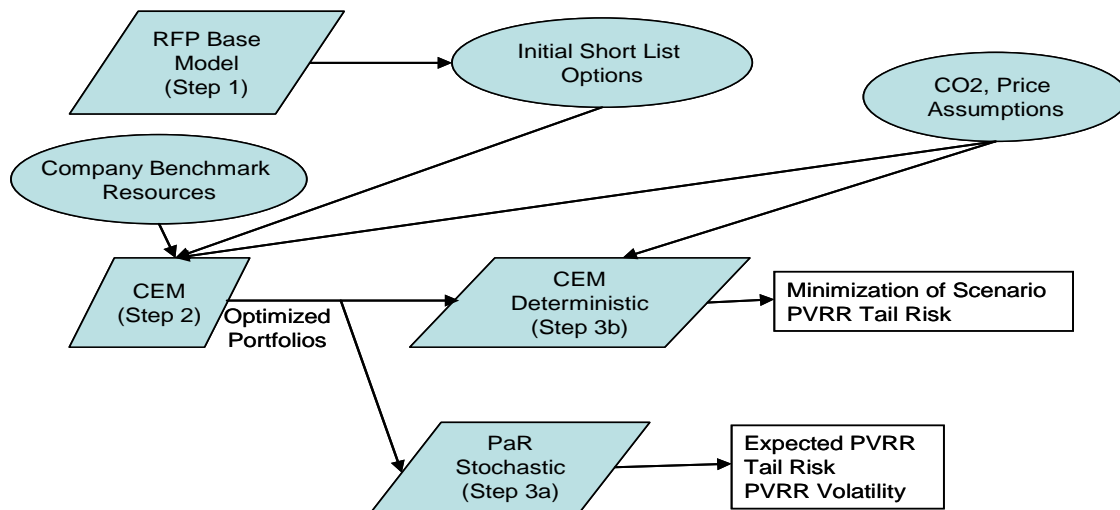 RFP Base
Model
(Step 1)
Initial Short List
Options
CO2, Price
Assumptions
Company Benchmark
Resources
CEM
(Step 2)
Optimized
Portfolios
CEM
Deterministic
(Step 3b)
Minimization of Scenario
PVRR Tail Risk
PaR
Stochastic
(Step 3a)
Expected PVRR
Tail Risk
PVRR Volatility